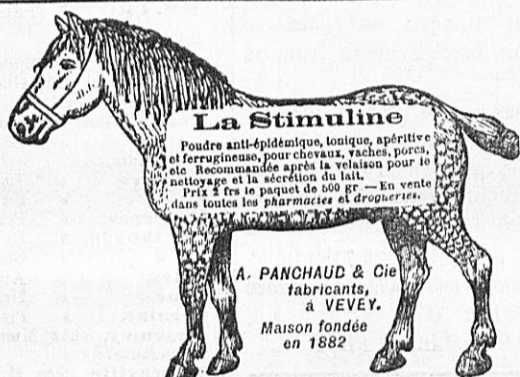 La Stimuline
Poudre anti-épidémique, tonique, apéritive
et ferrugineuse, pour chevaux, vaches, porcs,
etc Recommandée après la velaison pour le
nettoyage et la sécrétion du lait.
Prix 2 frs le paquet de 500 gr — En vente
dans toutes les pharmacies et drogueries.
A. PANCHAUD & Cie
fabricants,
à VEVEY.
Maison fondée
en 1882